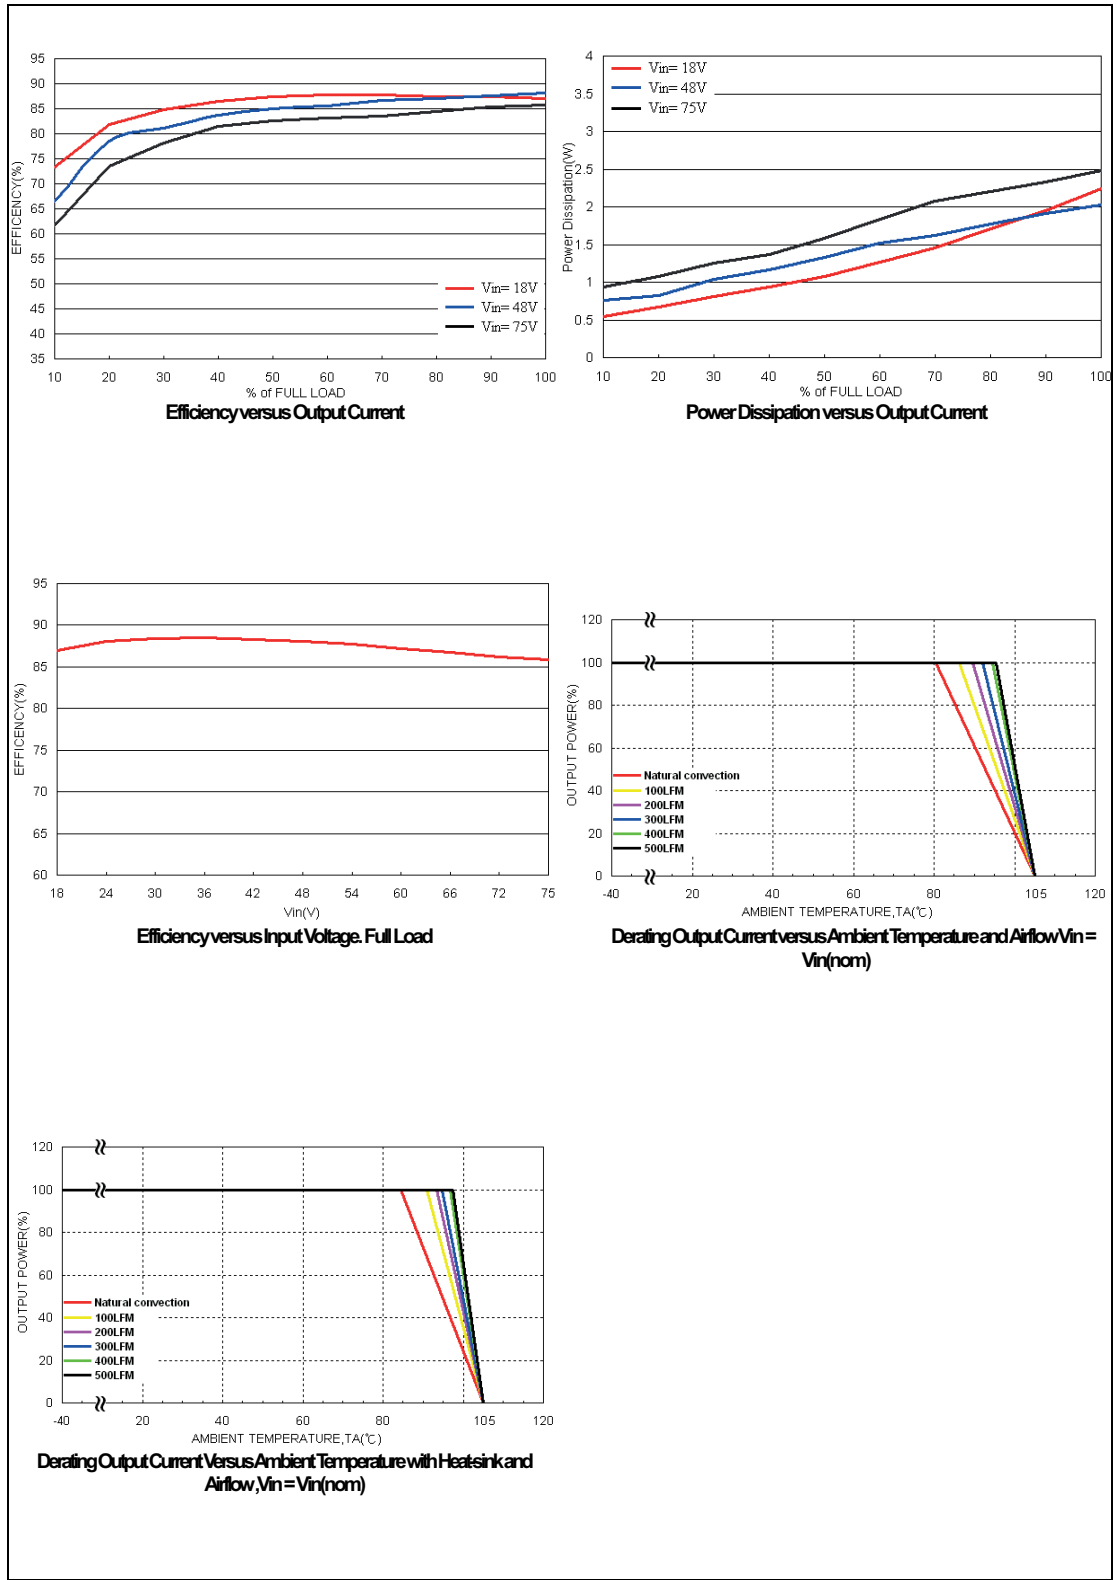 95
90
85
80
75
70
65
60
55
50
45
40
35
EFFICENCY(%)
Vin= 18V
Vin= 48V
Vin= 75V
10 20 30 40 50 60 70 80 90 100
% of FULL LOAD
Efficiency versus Output Current
4
3.5
3
2.5
2
1.5
1
0.5
0
Power Dissipation(W)
Vin= 18V
Vin= 48V
Vin= 75V
10 20 30 40 50 60 70 80 90 100
% of FULL LOAD
Power Dissipation versus Output Current
95
90
85
80
75
70
65
60
EFFICENCY(%)
18 24 30 36 42 48 54 60 66 72 75
Vin(V)
Efficiency versus Input Voltage. Full Load
120
100
80
60
40
20
0
OUTPUT POWER(%)
Natural convection
100LFM
200LFM
300LFM
400LFM
500LFM
-40 20 40 60 80 105 120
AMBIENT TEMPERATURE,TA(℃)
Derating Output Current versus Ambient Temperature and Airflow Vin =
Vin(nom)
120
100
80
60
40
20
0
OUTPUT POWER(%)
Natural convection
100LFM
200LFM
300LFM
400LFM
500LFM
-40 20 40 60 80 105 120
AMBIENT TEMPERATURE,TA(℃)
Derating Output Current Versus Ambient Temperature with Heat-sink and
Airflow, Vin = Vin(nom)